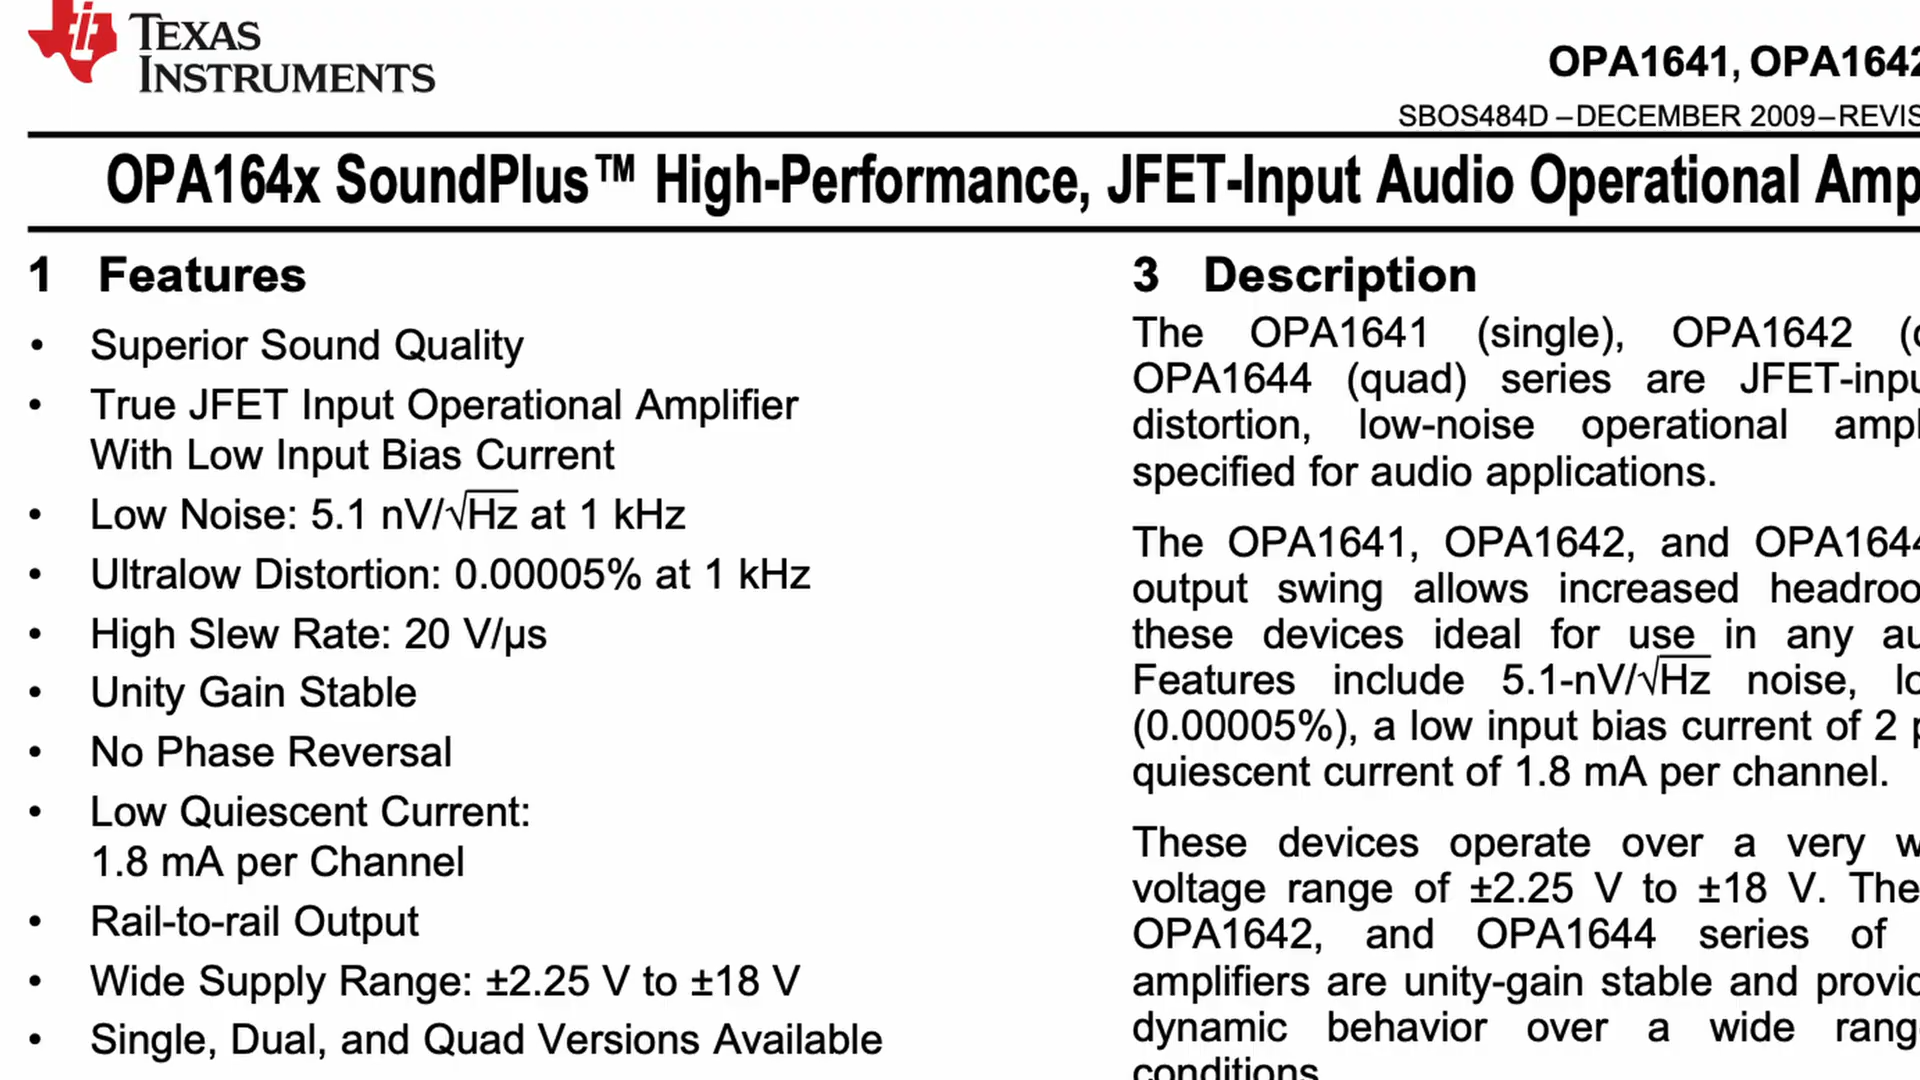 TEXAS
INSTRUMENTS
OPA1641, OPA1642
SBOS484D –DECEMBER 2009–REVIS
OPA164x SoundPlus™ High-Performance, JFET-Input Audio Operational Amp
1 Features
• Superior Sound Quality
• True JFET Input Operational Amplifier
With Low Input Bias Current
• Low Noise: 5.1 nV/√Hz at 1 kHz
• Ultralow Distortion: 0.00005% at 1 kHz
• High Slew Rate: 20 V/μs
• Unity Gain Stable
• No Phase Reversal
• Low Quiescent Current:
1.8 mA per Channel
• Rail-to-rail Output
• Wide Supply Range: ±2.25 V to ±18 V
• Single, Dual, and Quad Versions Available
3 Description
The OPA1641 (single), OPA1642 (
OPA1644 (quad) series are JFET-inpu
distortion, low-noise operational ampl
specified for audio applications.
The OPA1641, OPA1642, and OPA1644
output swing allows increased headroo
these devices ideal for use in any au
Features include 5.1-nV/√Hz noise, lo
(0.00005%), a low input bias current of 2 p
quiescent current of 1.8 mA per channel.
These devices operate over a very w
voltage range of ±2.25 V to ±18 V. The
OPA1642, and OPA1644 series of
amplifiers are unity-gain stable and provid
dynamic behavior over a wide rang
conditions.